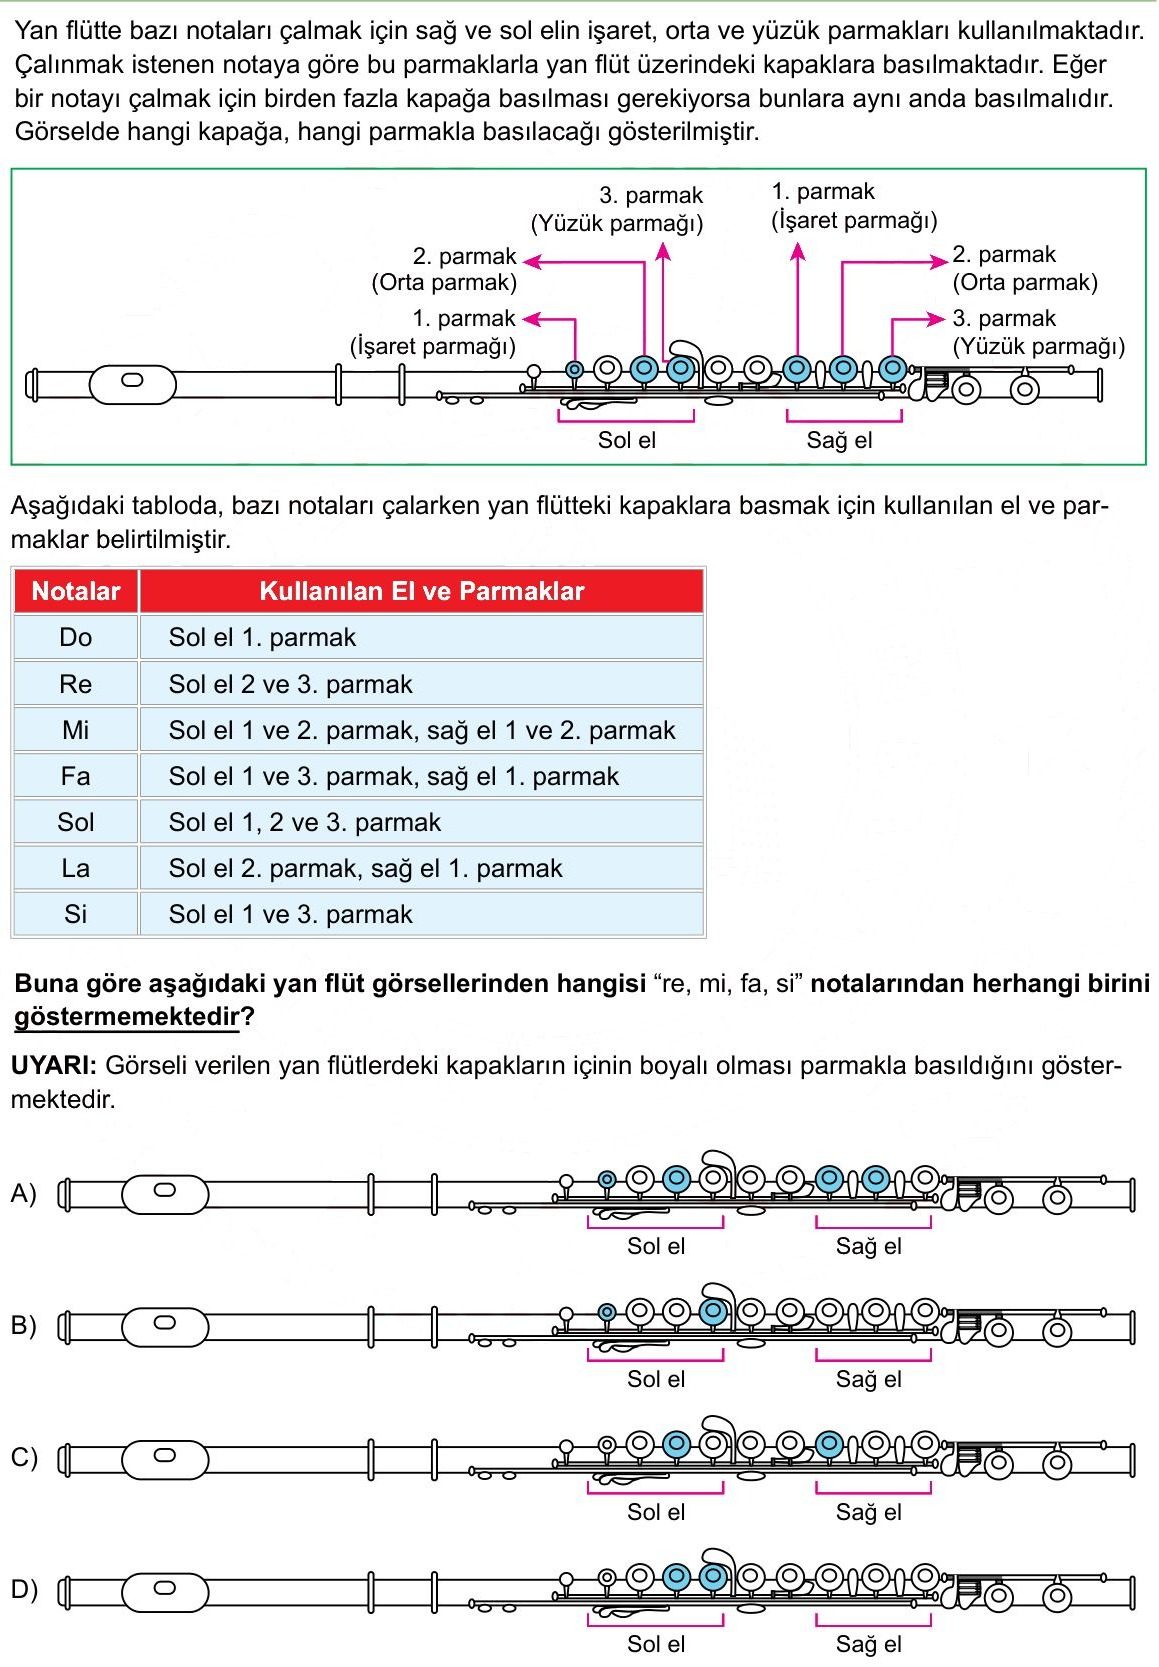 Yan flütte bazı notaları çalmak için sağ ve sol elin işaret, orta ve yüzük parmakları kullanılmaktadır.
Çalınmak istenen notaya göre bu parmaklarla yan flüt üzerindeki kapaklara basılmaktadır. Eğer
bir notayı çalmak için birden fazla kapağa basılması gerekiyorsa bunlara aynı anda basılmalıdır.
Görselde hangi kapağa, hangi parmakla basılacağı gösterilmiştir.
3. parmak
(Yüzük parmağı)
1. parmak
(İşaret parmağı)
2. parmak
(Orta parmak)
2. parmak
(Orta parmak)
1. parmak
(İşaret parmağı)
3. parmak
(Yüzük parmağı)
Sol el
Sağ el
Aşağıdaki tabloda, bazı notaları çalarken yan flütteki kapaklara basmak için kullanılan el ve par-
maklar belirtilmiştir.
Notalar Kullanılan El ve Parmaklar
Do Sol el 1. parmak
Re Sol el 2 ve 3. parmak
Mi Sol el 1 ve 2. parmak, sağ el 1 ve 2. parmak
Fa Sol el 1 ve 3. parmak, sağ el 1. parmak
Sol Sol el 1, 2 ve 3. parmak
La Sol el 2. parmak, sağ el 1. parmak
Si Sol el 1 ve 3. parmak
Buna göre aşağıdaki yan flüt görsellerinden hangisi “re, mi, fa, si” notalarından herhangi birini
göstermemektedir?
UYARI: Görseli verilen yan flütlerdeki kapakların içinin boyalı olması parmakla basıldığını göster-
mektedir.
A)
Sol el Sağ el
B)
Sol el Sağ el
C)
Sol el Sağ el
D)
Sol el Sağ el